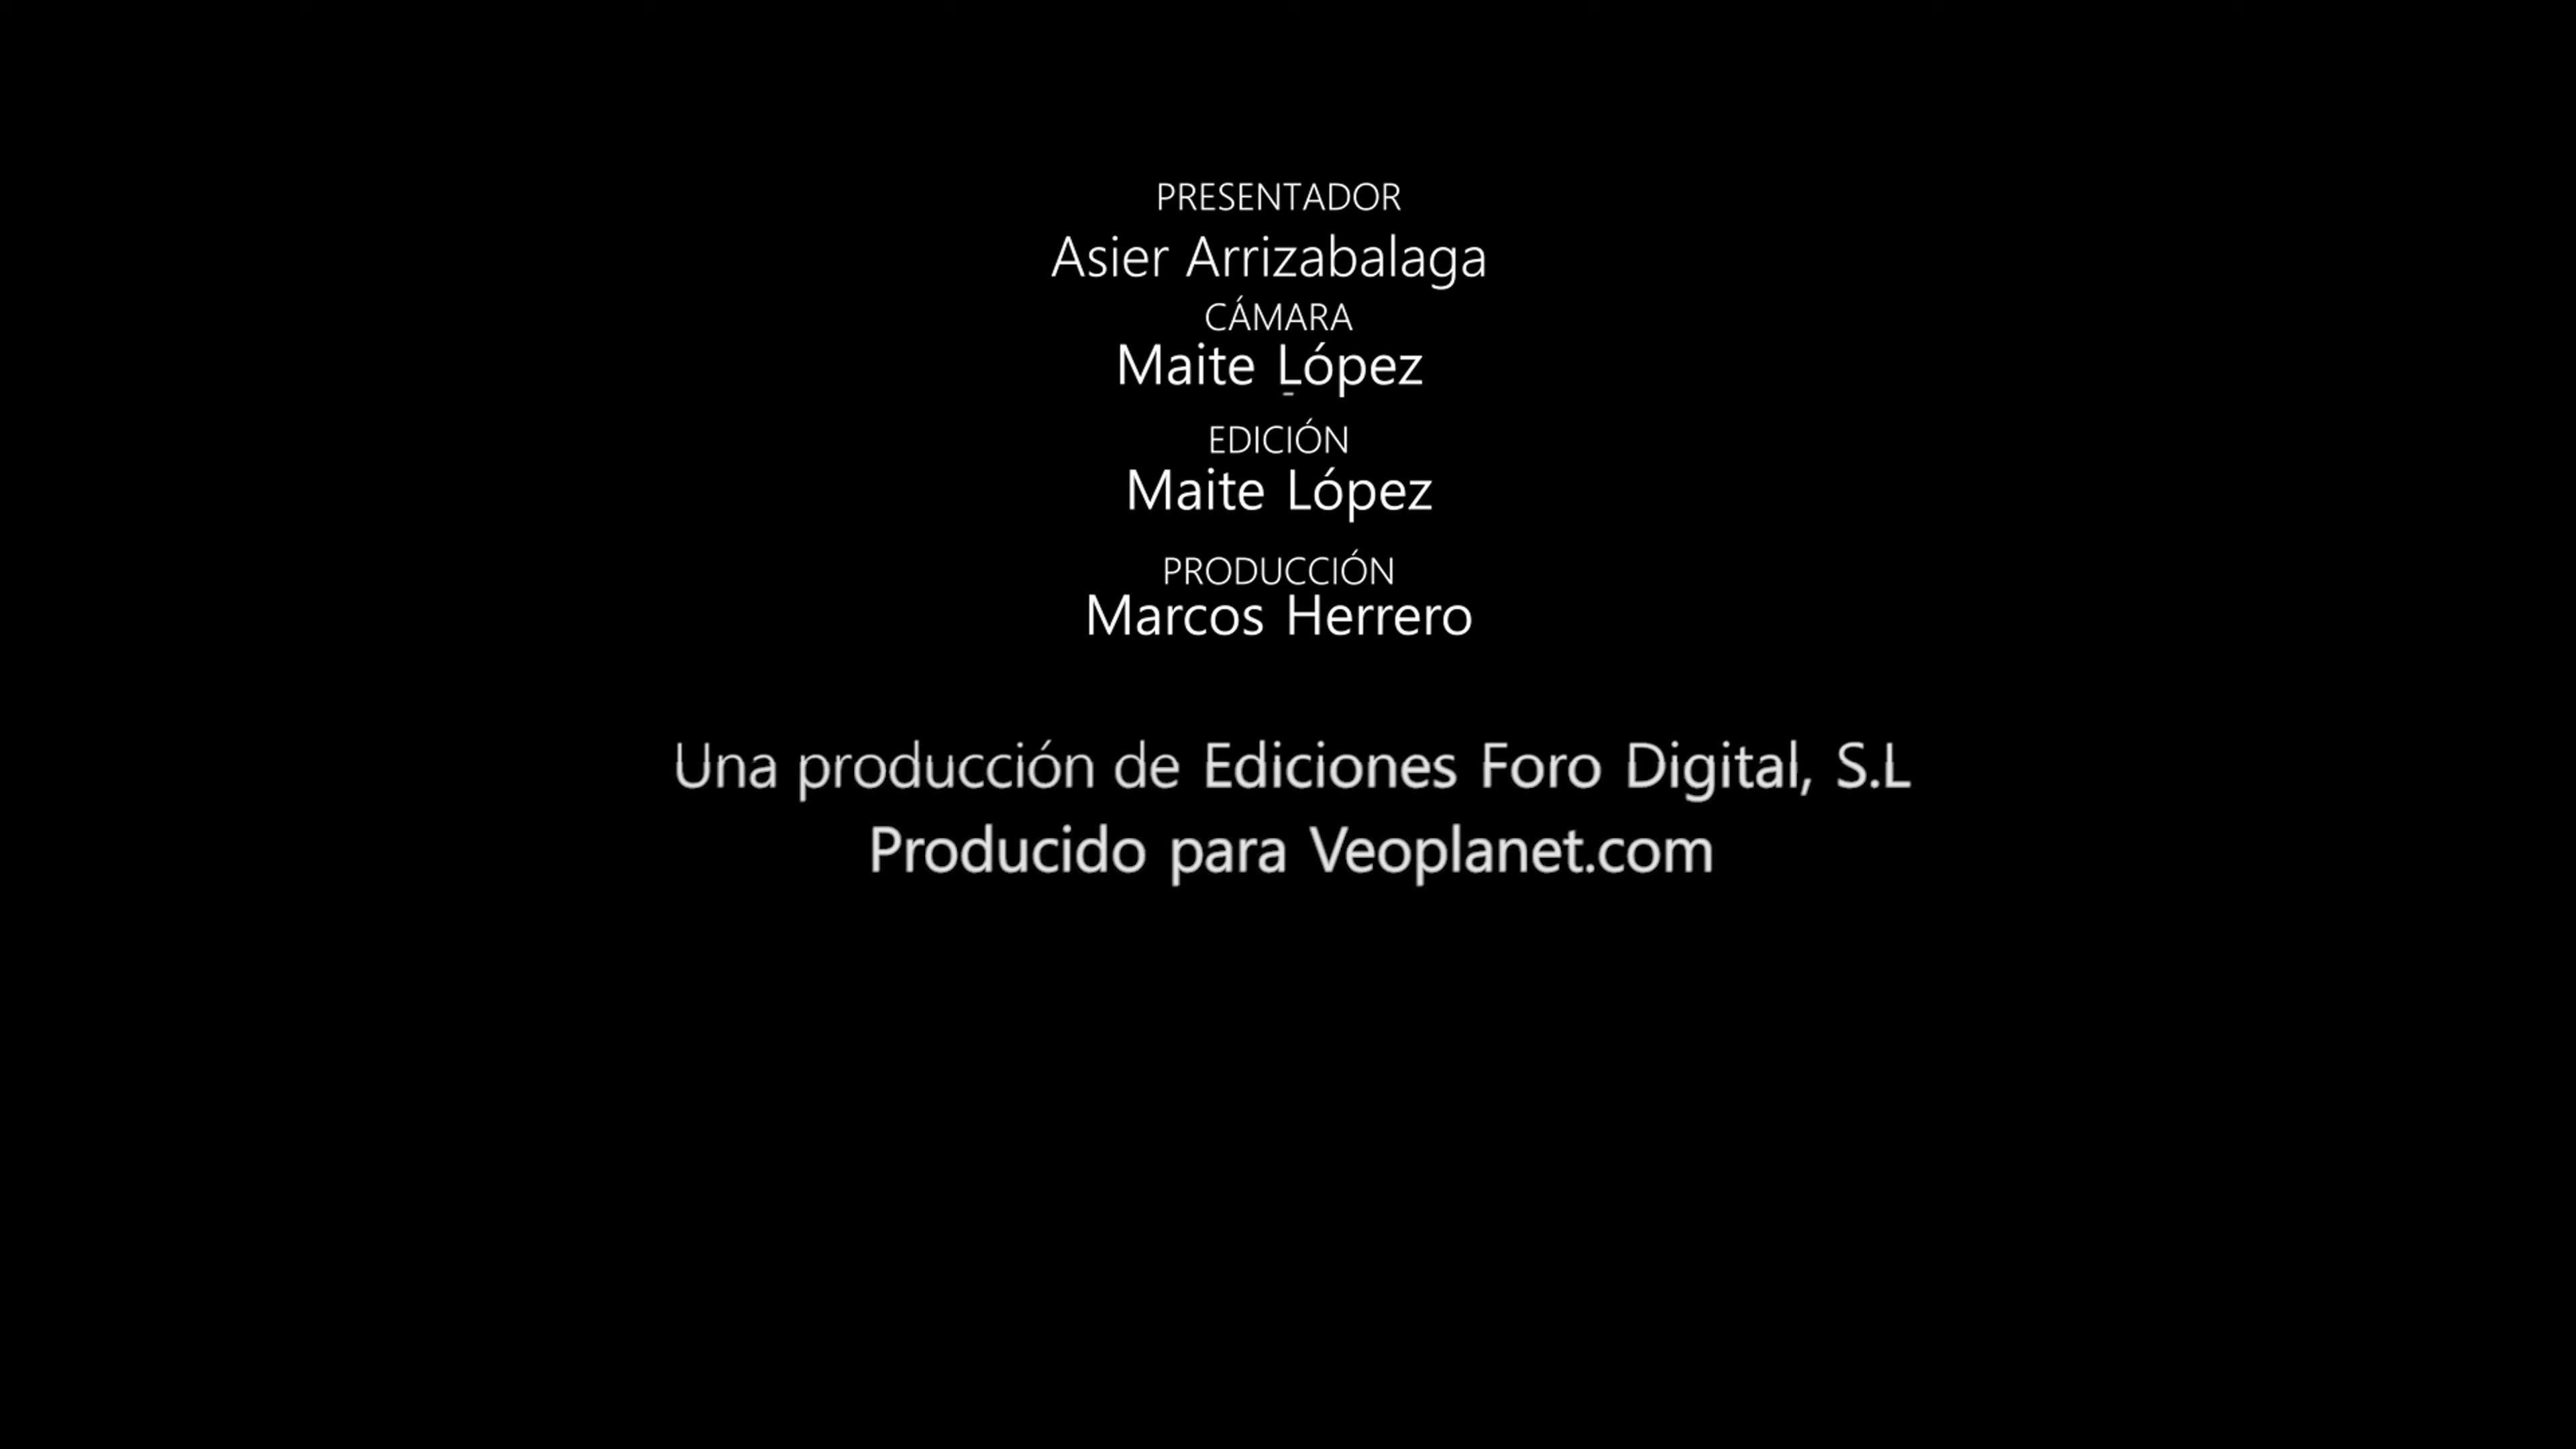 PRESENTADOR
Asier Arrizabalaga
CÁMARA
Maite López
EDICIÓN
Maite López
PRODUCCIÓN
Marcos Herrero
Una producción de Ediciones Foro Digital, S.L
Producido para Veoplanet.com